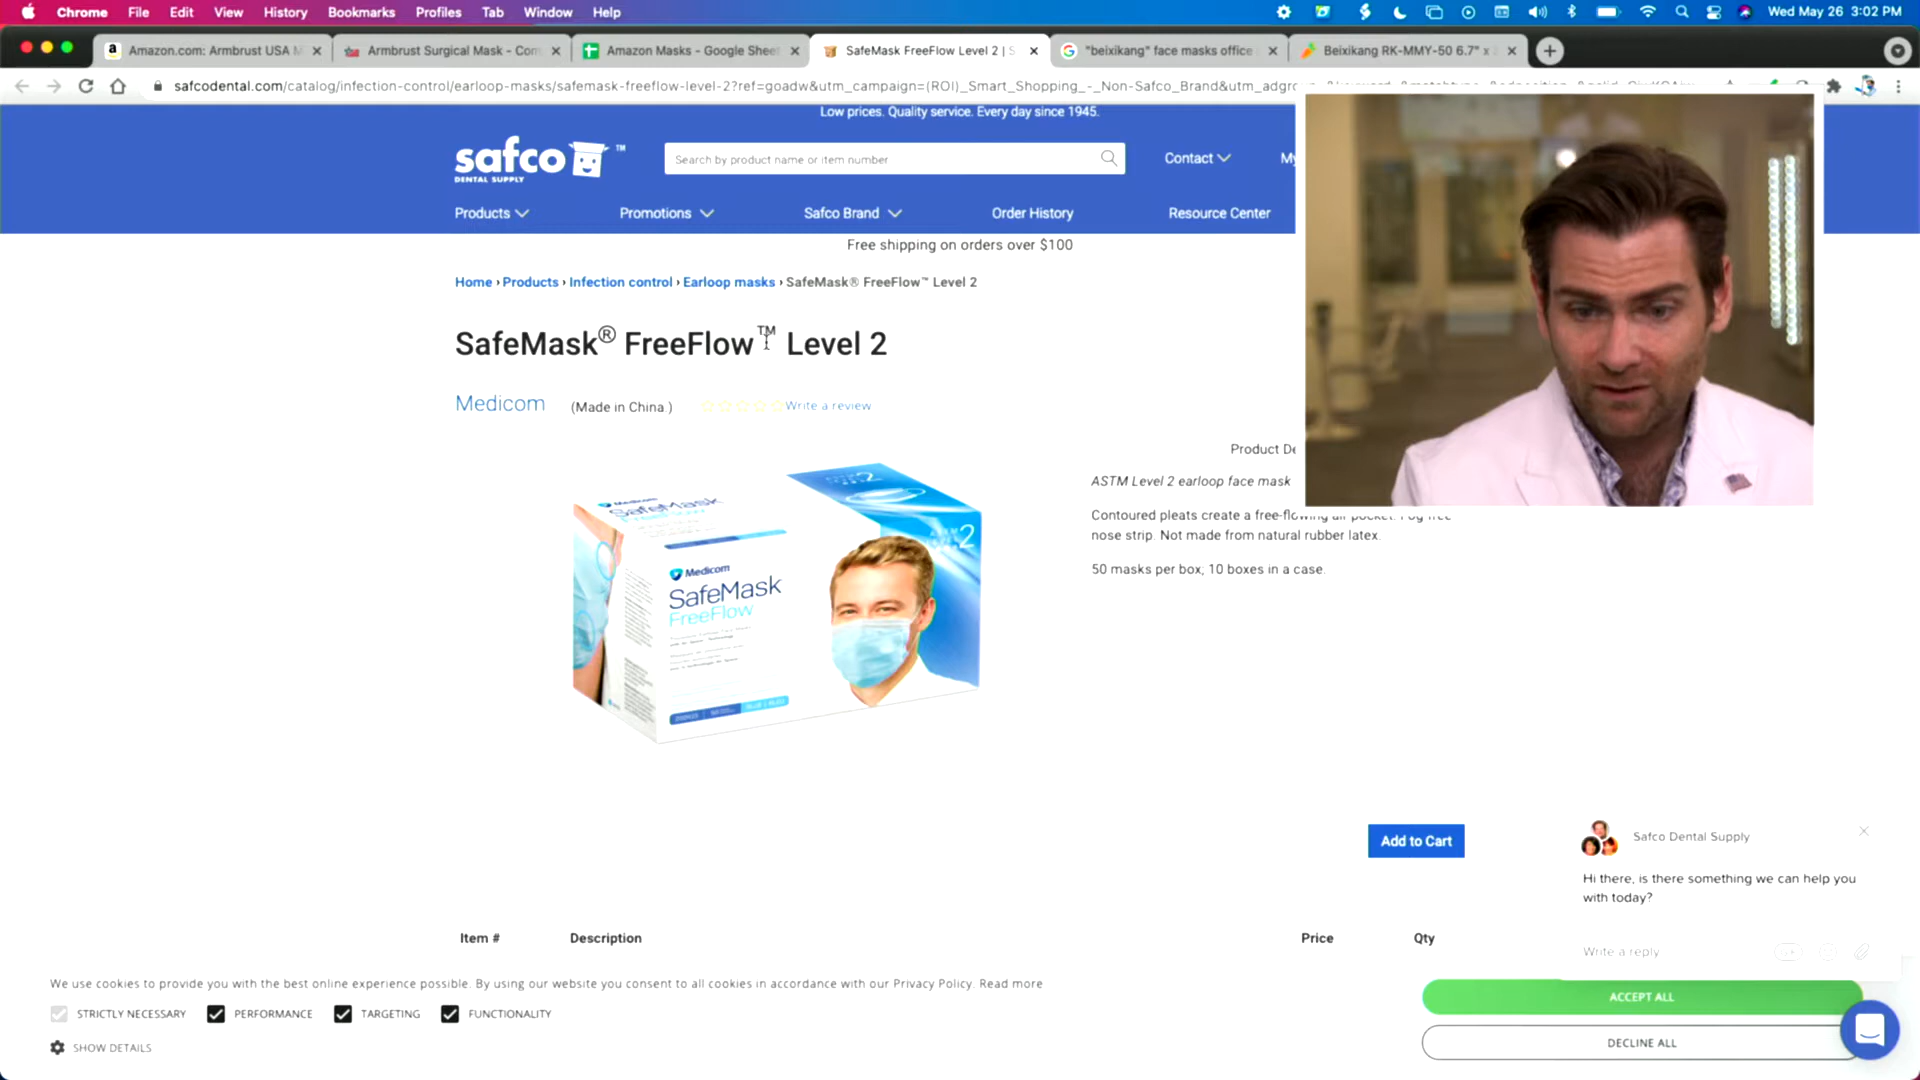 Chrome File Edit View History Bookmarks Profiles Tab Window Help
Wed May 26 3:02 PM
Amazon.com: Armbrust USA M
Armbrust Surgical Mask - Com
Amazon Masks - Google Sheet
SafeMask FreeFlow Level 2 | S
"beixikang" face masks office
Beixikang RK-MMY-50 6.7" x
safcodental.com/catalog/infection-control/earloop-masks/safemask-freeflow-level-2?ref=goadw&utm_campaign=(ROI)_Smart_Shopping_-_Non-Safco_Brand&utm_adgro
Low prices. Quality service. Every day since 1945.
safco™
DENTAL SUPPLY
Search by product name or item number
Contact
My
Products
Promotions
Safco Brand
Order History
Resource Center
Free shipping on orders over $100
Home › Products › Infection control › Earloop masks › SafeMask® FreeFlow™ Level 2
SafeMask® FreeFlow™ Level 2
Medicom
(Made in China.)
Write a review
Product De
ASTM Level 2 earloop face mask
Contoured pleats create a free-flowing air pocket. Fog free
nose strip. Not made from natural rubber latex.
50 masks per box; 10 boxes in a case.
SafeMask
FreeFlow
2
2
Medicom
SafeMask
FreeFlow
Add to Cart
Safco Dental Supply
Hi there, is there something we can help you
with today?
Write a reply
Item #
Description
Price
Qty
We use cookies to provide you with the best online experience possible. By using our website you consent to all cookies in accordance with our Privacy Policy. Read more
STRICTLY NECESSARY
PERFORMANCE
TARGETING
FUNCTIONALITY
SHOW DETAILS
ACCEPT ALL
DECLINE ALL